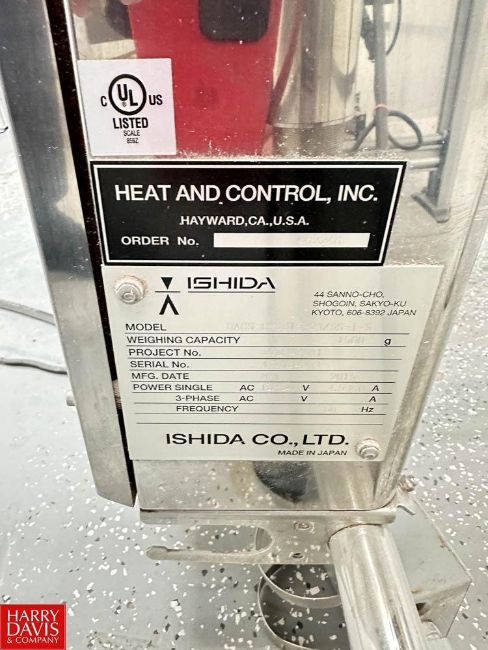 C UL US
LISTED
SCALE
859Z
HEAT AND CONTROL, INC.
HAYWARD,CA.,U.S.A.
ORDER No.
ISHIDA
44 SANNO-CHO,
SHOGOIN, SAKYO-KU
KYOTO, 606-8392 JAPAN
MODEL
WEIGHING CAPACITY g
PROJECT No.
SERIAL No.
MFG. DATE
POWER SINGLE AC V A
3-PHASE AC V A
FREQUENCY Hz
ISHIDA CO., LTD.
MADE IN JAPAN
HARRY
DAVIS
& COMPANY